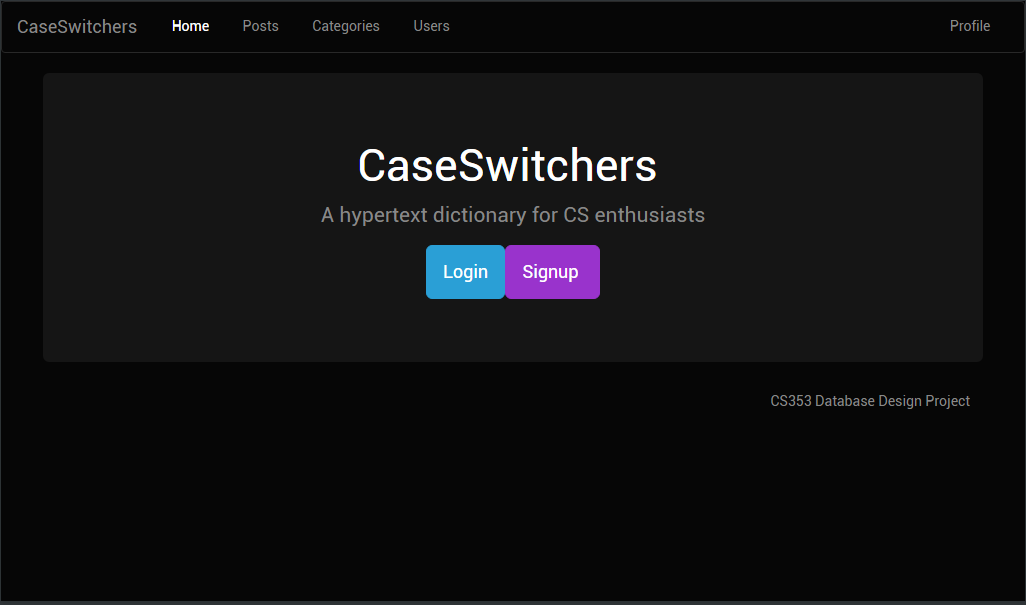 CaseSwitchers Home Posts Categories Users Profile
CaseSwitchers
A hypertext dictionary for CS enthusiasts
Login Signup
CS353 Database Design Project